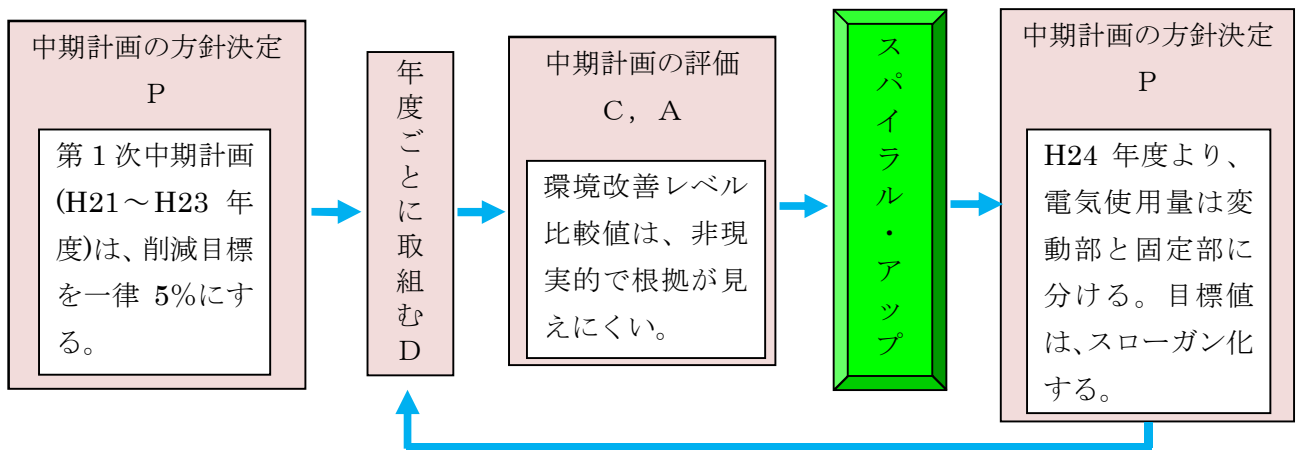 中期計画の方針決定
P
第1次中期計画
(H21～H23 年
度)は、削減目標
を一律 5%にす
る。
年度ごとに取組むD
中期計画の評価
C, A
環境改善レベル
比較値は、非現
実的で根拠が見
えにくい。
スパイラル・アップ
中期計画の方針決定
P
H24 年度より、
電気使用量は変
動部と固定部に
分ける。目標値
は、スローガン化
する。